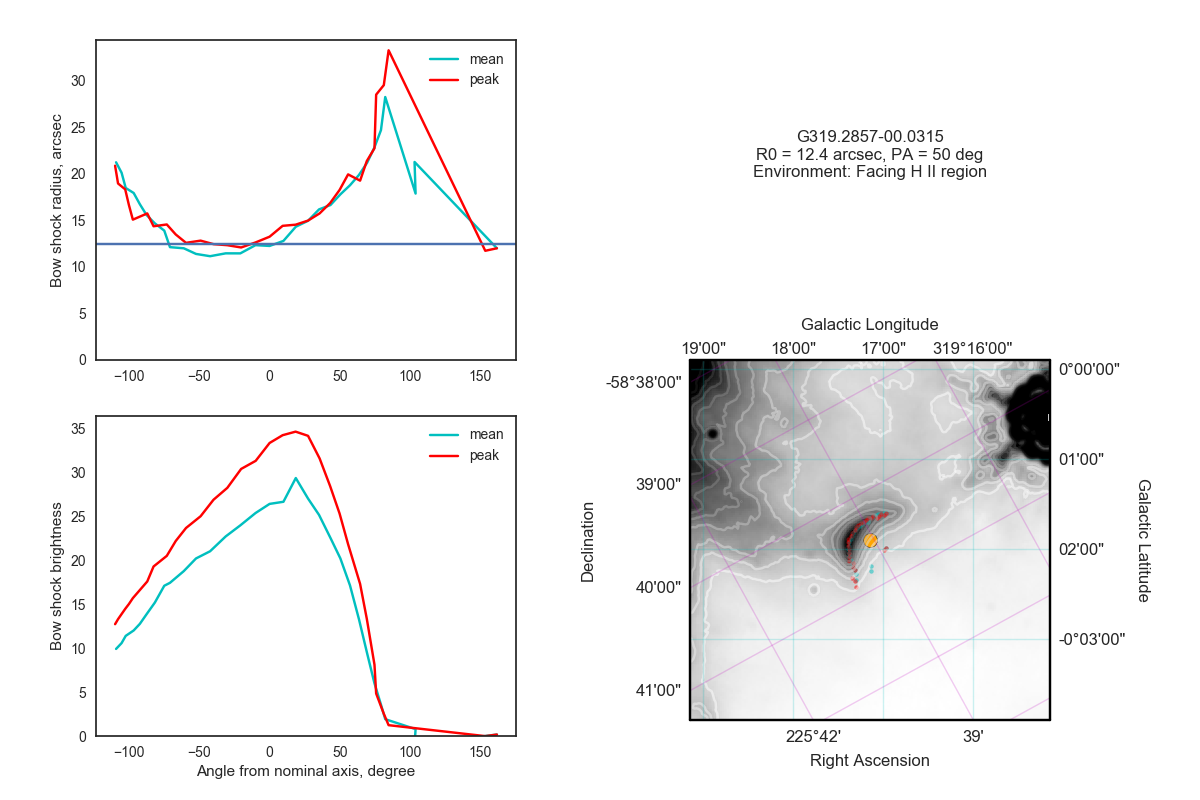 Bow shock radius, arcsec
30
25
20
15
10
5
0
−100 −50 0 50 100 150
mean
peak
Bow shock brightness
35
30
25
20
15
10
5
0
−100 −50 0 50 100 150
Angle from nominal axis, degree
mean
peak
G319.2857-00.0315
R0 = 12.4 arcsec, PA = 50 deg
Environment: Facing H II region
Galactic Longitude
19'00" 18'00" 17'00" 319°16'00"
-58°38'00"
39'00"
40'00"
41'00"
Declination
0°00'00"
01'00"
02'00"
-0°03'00"
Galactic Latitude
225°42' 39'
Right Ascension